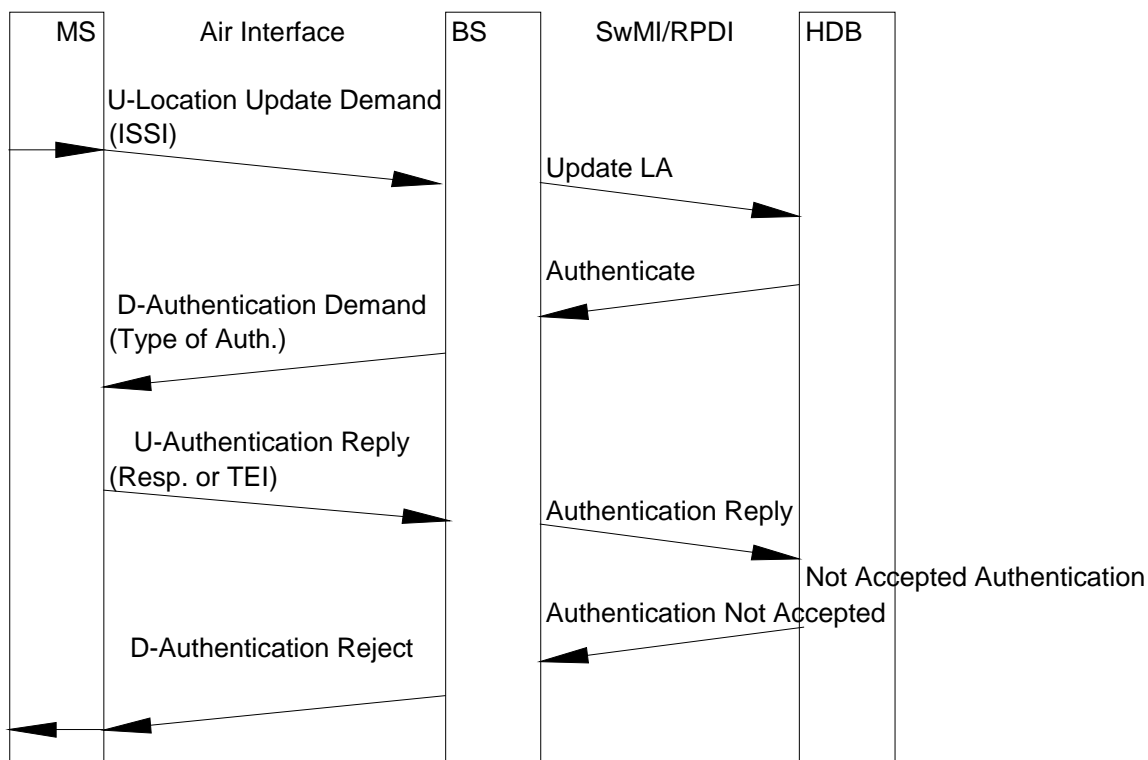 MS
Air Interface
BS
SwMI/RPDI
HDB
U-Location Update Demand
(ISSI)
Update LA
Authenticate
D-Authentication Demand
(Type of Auth.)
U-Authentication Reply
(Resp. or TEI)
Authentication Reply
Not Accepted Authentication
Authentication Not Accepted
D-Authentication Reject